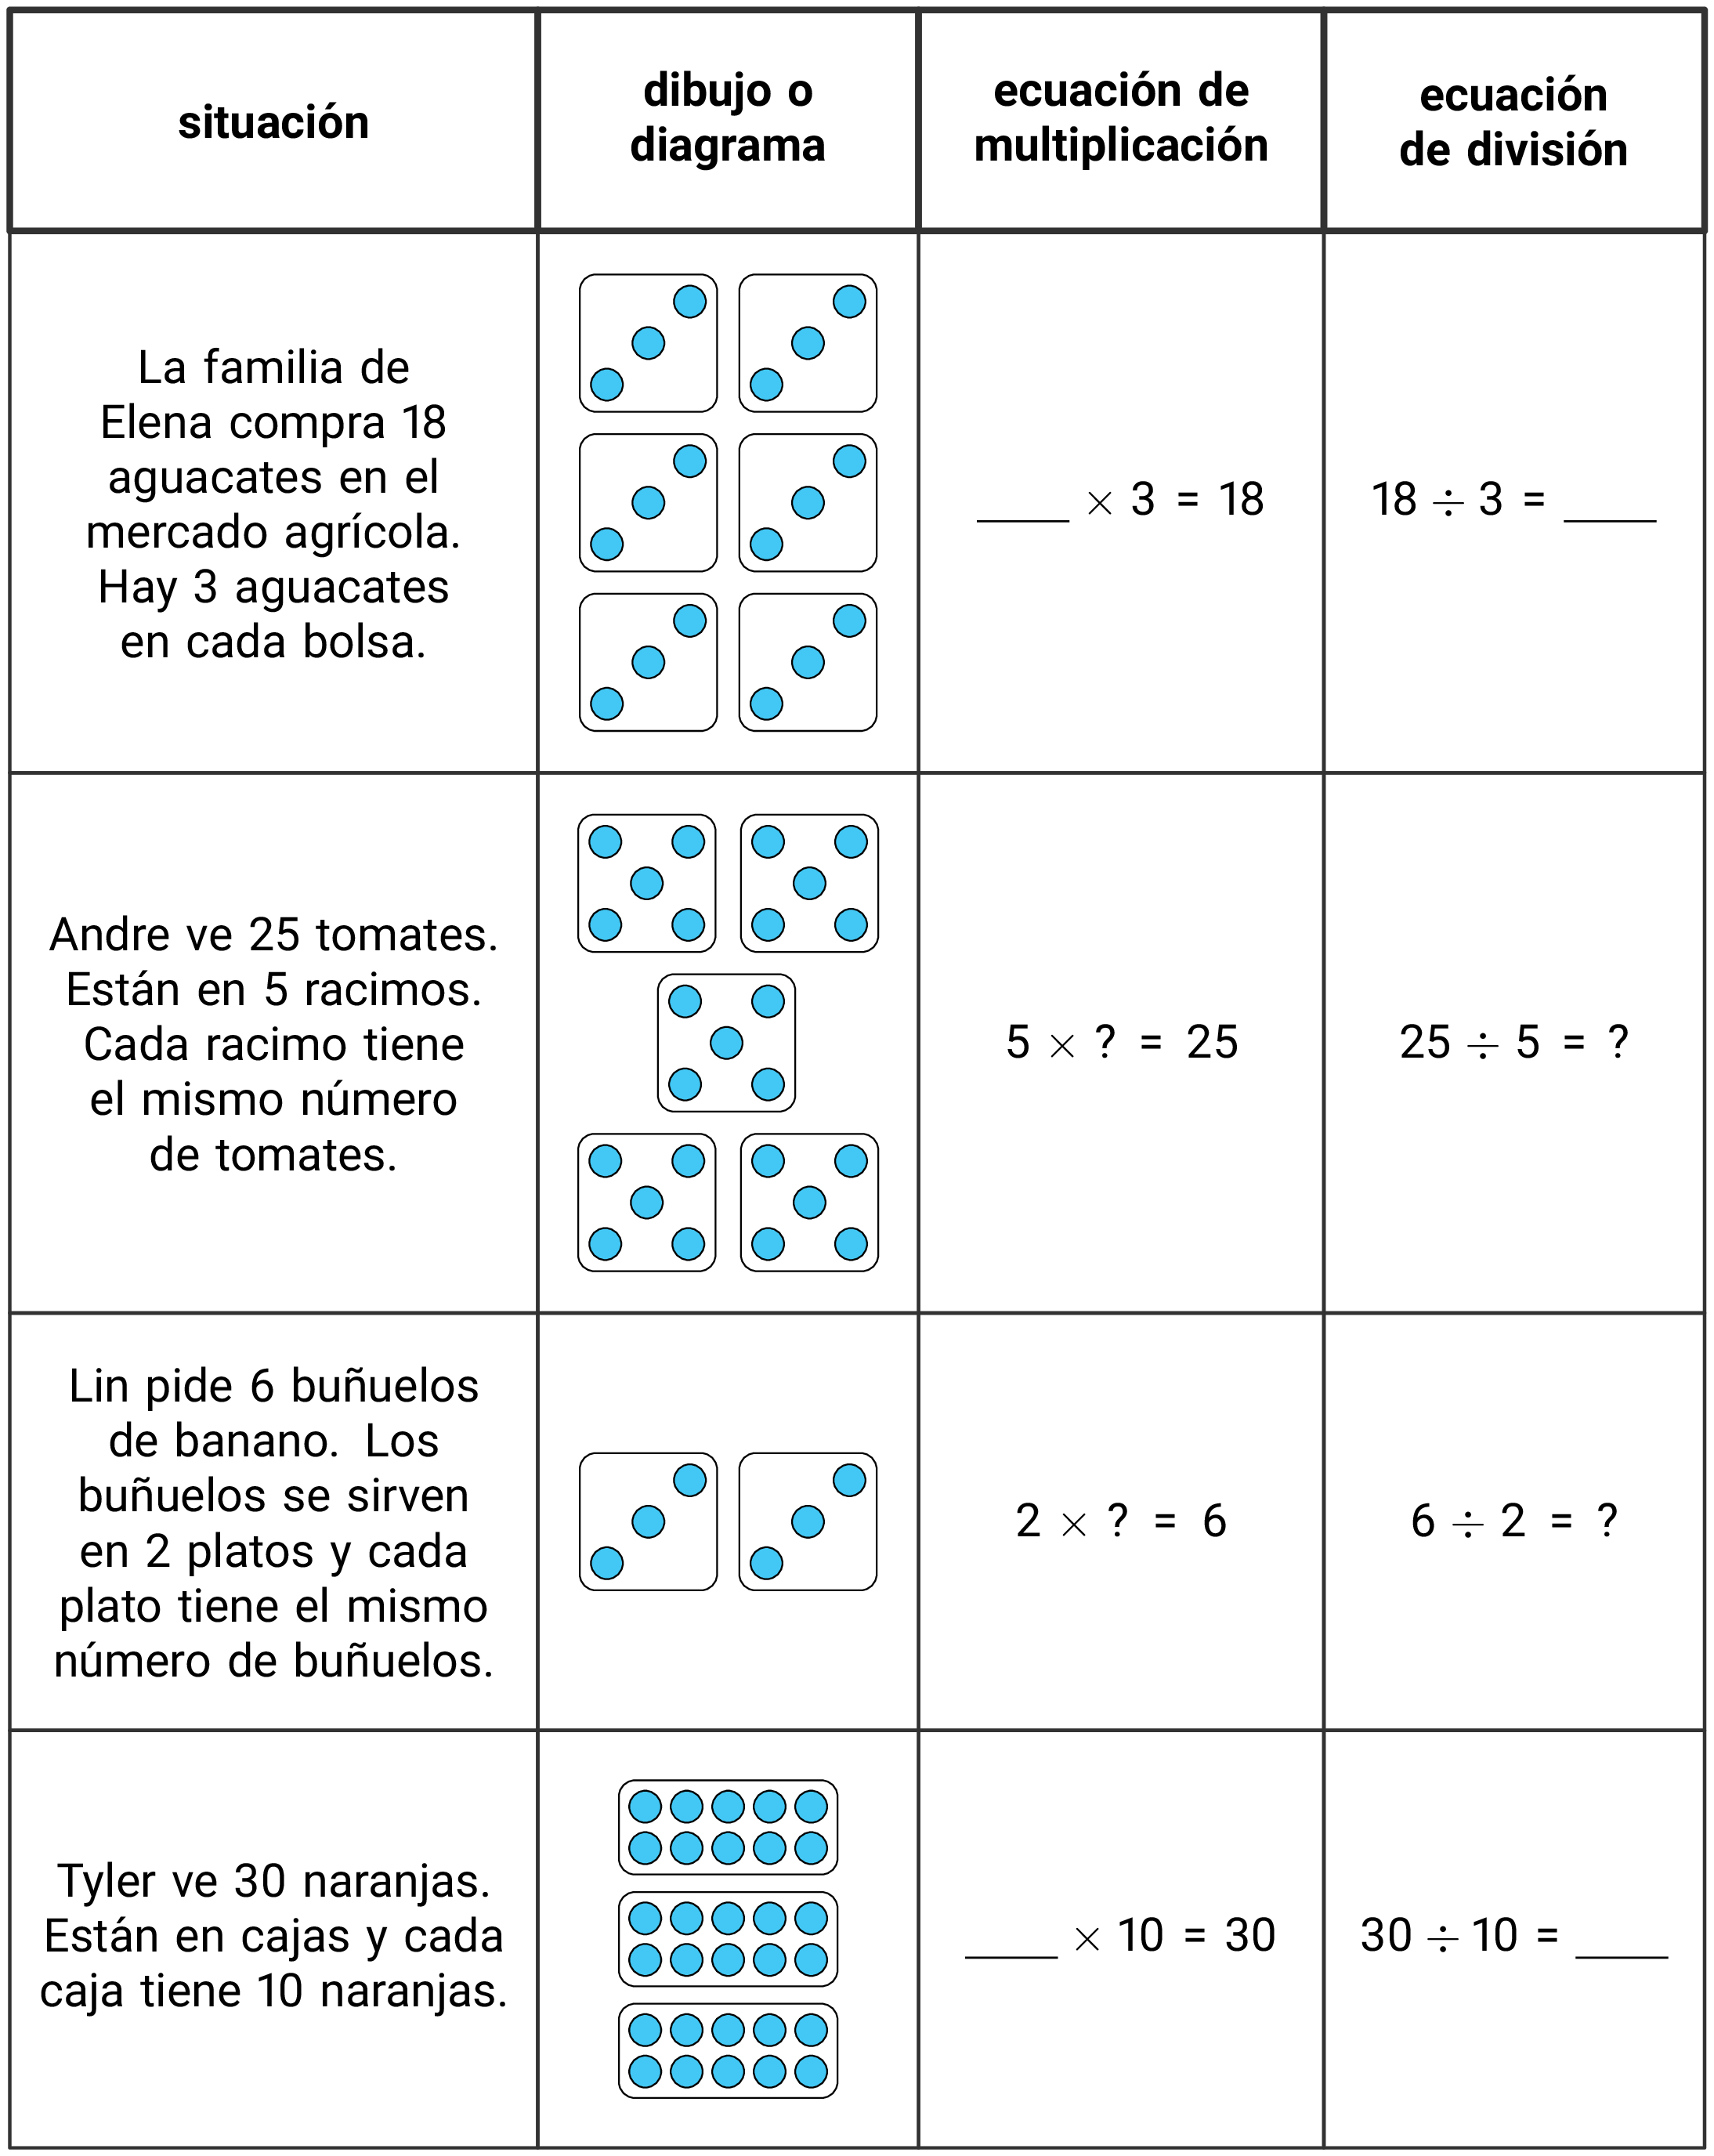 situación
dibujo o
diagrama
ecuación de
multiplicación
ecuación
de división
La familia de
Elena compra 18
aguacates en el
mercado agrícola.
Hay 3 aguacates
en cada bolsa.
____ × 3 = 18
18 ÷ 3 = ____
Andre ve 25 tomates.
Están en 5 racimos.
Cada racimo tiene
el mismo número
de tomates.
5 × ? = 25
25 ÷ 5 = ?
Lin pide 6 buñuelos
de banano. Los
buñuelos se sirven
en 2 platos y cada
plato tiene el mismo
número de buñuelos.
2 × ? = 6
6 ÷ 2 = ?
Tyler ve 30 naranjas.
Están en cajas y cada
caja tiene 10 naranjas.
____ × 10 = 30
30 ÷ 10 = ____